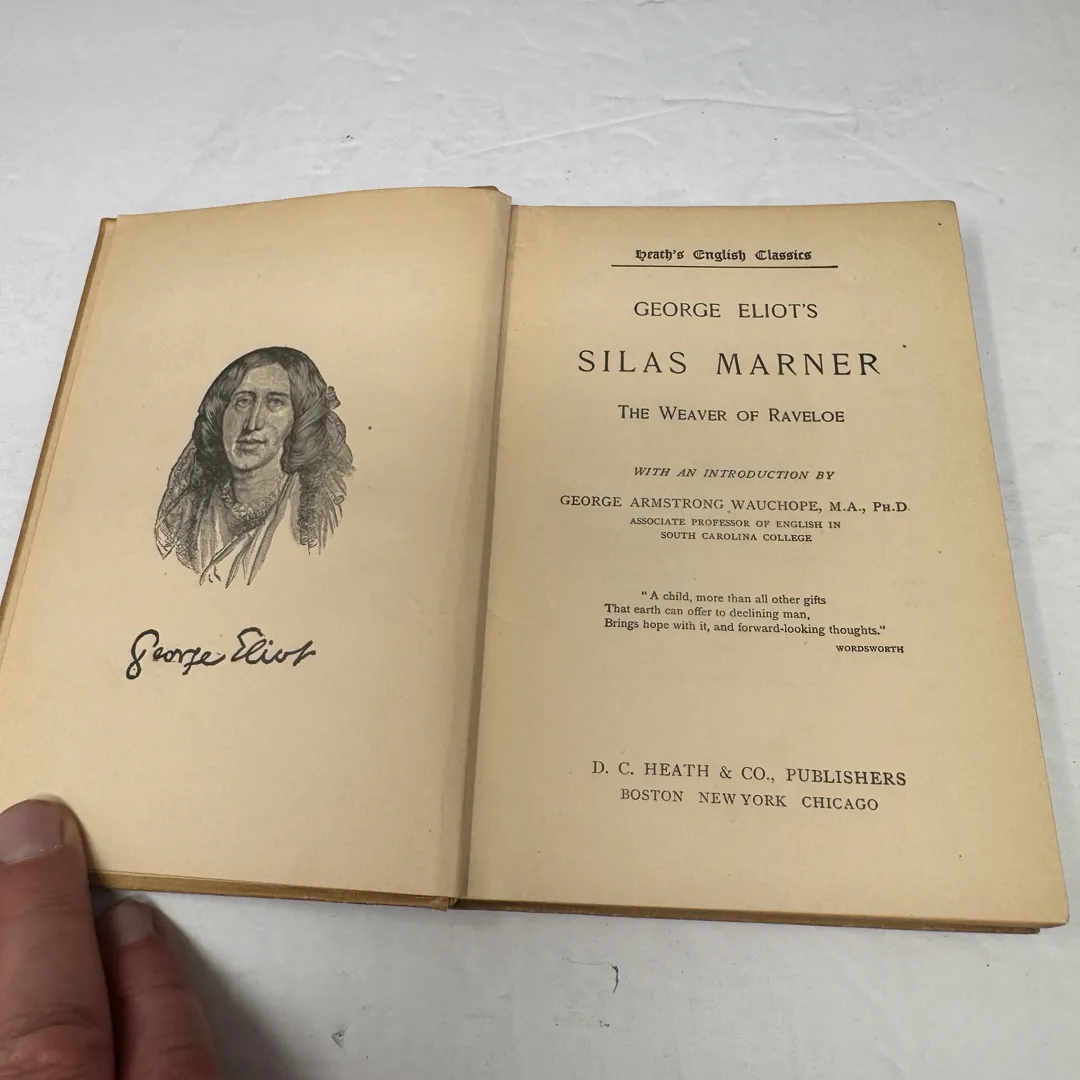 George Eliot
Heath's English Classics
GEORGE ELIOT'S
SILAS MARNER
THE WEAVER OF RAVELOE
WITH AN INTRODUCTION BY
GEORGE ARMSTRONG WAUCHOPE, M.A., PH.D.
ASSOCIATE PROFESSOR OF ENGLISH IN
SOUTH CAROLINA COLLEGE
"A child, more than all other gifts
That earth can offer to declining man,
Brings hope with it, and forward-looking thoughts."
WORDSWORTH
D. C. HEATH & CO., PUBLISHERS
BOSTON NEW YORK CHICAGO